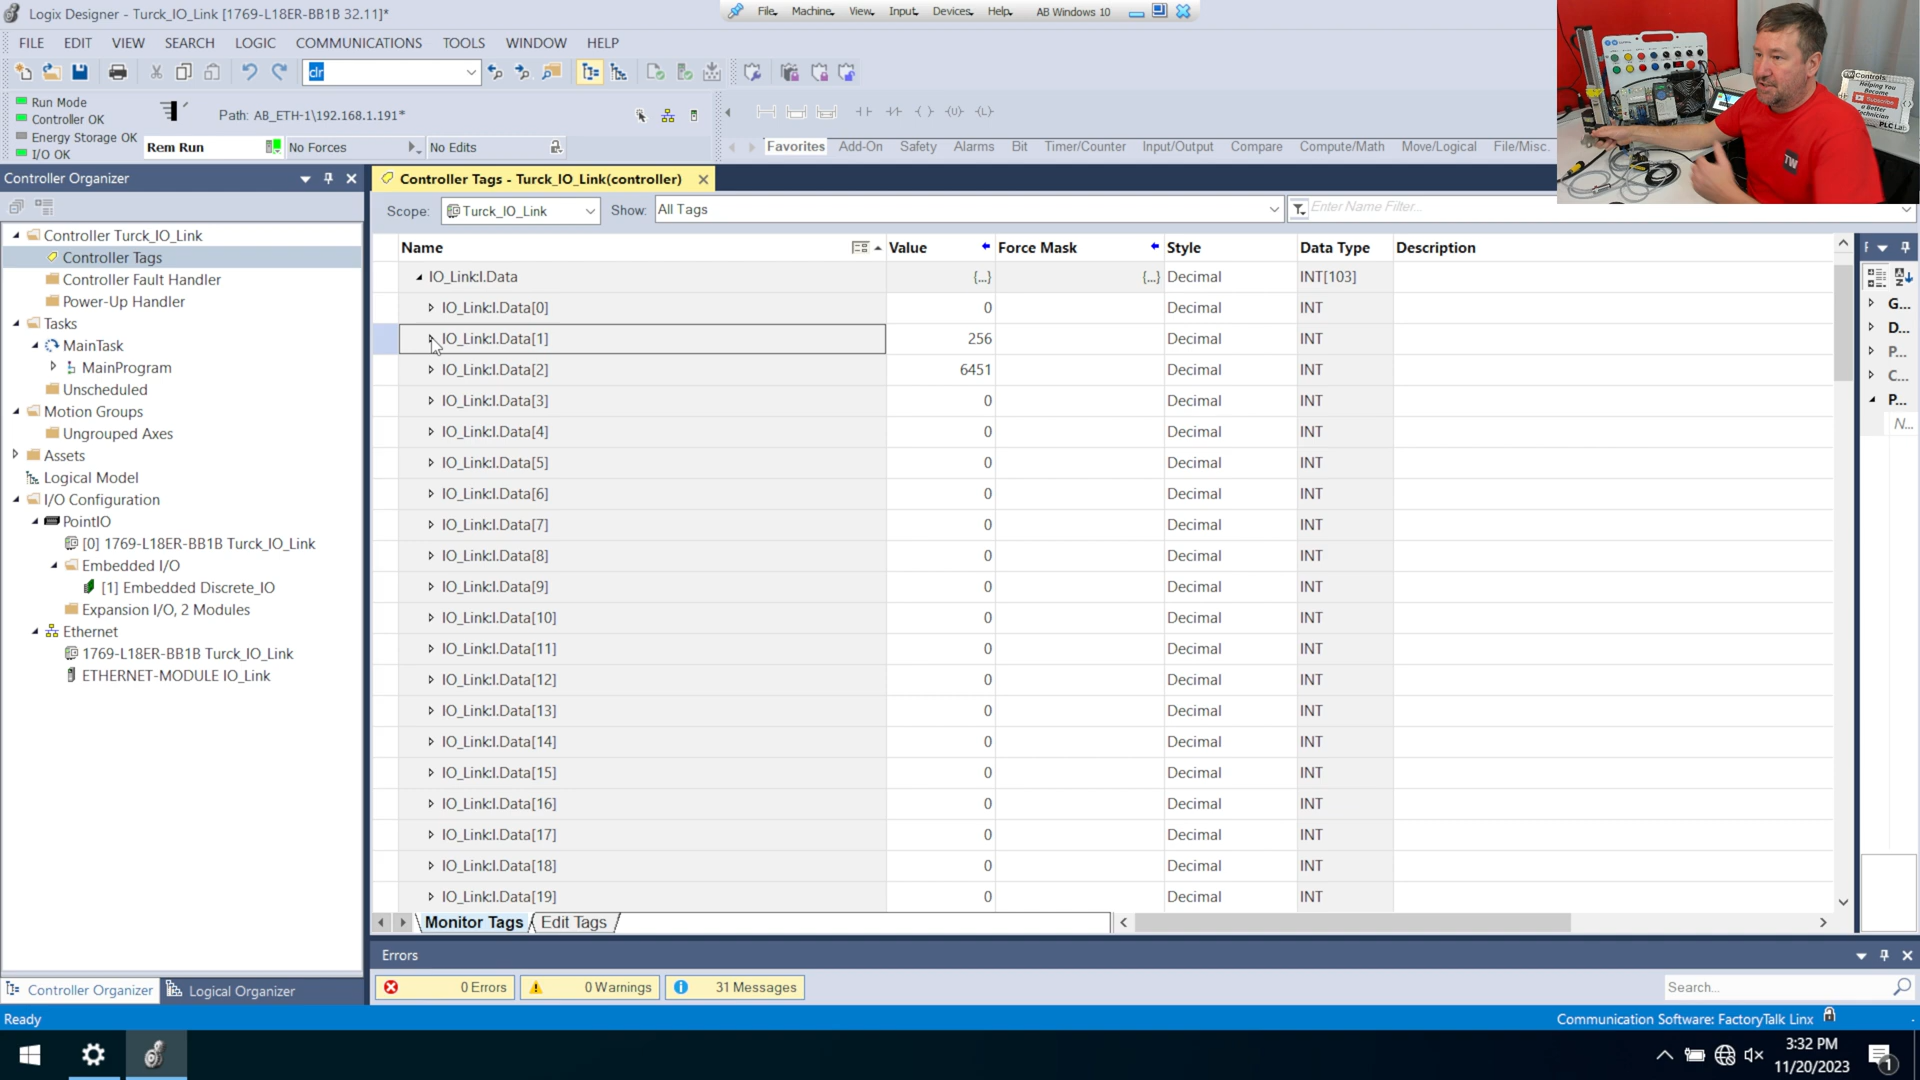 Logix Designer - Turck_IO_Link [1769-L18ER-BB1B 32.11]*
File Machine View Input Devices Help AB Windows 10
FILE EDIT VIEW SEARCH LOGIC COMMUNICATIONS TOOLS WINDOW HELP
dr
Run Mode
Controller OK
Energy Storage OK
I/O OK
Path: AB_ETH-1\192.168.1.191*
Rem Run No Forces No Edits
Favorites Add-On Safety Alarms Bit Timer/Counter Input/Output Compare Compute/Math Move/Logical File/Misc.
Controls
Helping You
Become
a Better
Technician
Subscribe
PLC Lab
TW
Controller Organizer
Controller Turck_IO_Link
Controller Tags
Controller Fault Handler
Power-Up Handler
Tasks
MainTask
MainProgram
Unscheduled
Motion Groups
Ungrouped Axes
Assets
Logical Model
I/O Configuration
PointIO
[0] 1769-L18ER-BB1B Turck_IO_Link
Embedded I/O
[1] Embedded Discrete_IO
Expansion I/O, 2 Modules
Ethernet
1769-L18ER-BB1B Turck_IO_Link
ETHERNET-MODULE IO_Link
Controller Organizer Logical Organizer
Controller Tags - Turck_IO_Link(controller)
Scope: Turck_IO_Link Show: All Tags Enter Name Filter...
Name Value Force Mask Style Data Type Description
IO_Link:I.Data {...} {...} Decimal INT[103]
IO_Link:I.Data[0] 0 Decimal INT
IO_Link:I.Data[1] 256 Decimal INT
IO_Link:I.Data[2] 6451 Decimal INT
IO_Link:I.Data[3] 0 Decimal INT
IO_Link:I.Data[4] 0 Decimal INT
IO_Link:I.Data[5] 0 Decimal INT
IO_Link:I.Data[6] 0 Decimal INT
IO_Link:I.Data[7] 0 Decimal INT
IO_Link:I.Data[8] 0 Decimal INT
IO_Link:I.Data[9] 0 Decimal INT
IO_Link:I.Data[10] 0 Decimal INT
IO_Link:I.Data[11] 0 Decimal INT
IO_Link:I.Data[12] 0 Decimal INT
IO_Link:I.Data[13] 0 Decimal INT
IO_Link:I.Data[14] 0 Decimal INT
IO_Link:I.Data[15] 0 Decimal INT
IO_Link:I.Data[16] 0 Decimal INT
IO_Link:I.Data[17] 0 Decimal INT
IO_Link:I.Data[18] 0 Decimal INT
IO_Link:I.Data[19] 0 Decimal INT
G...
D...
P...
C...
P...
N...
Monitor Tags Edit Tags
Errors
0 Errors 0 Warnings 31 Messages Search...
Ready Communication Software: FactoryTalk Linx
3:32 PM
11/20/2023
1